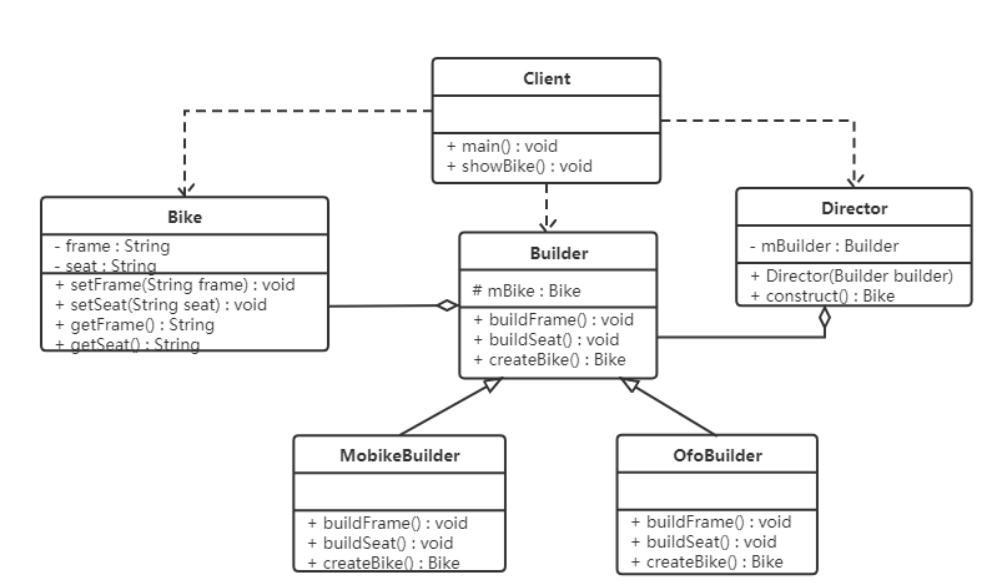 Client
+ main() : void
+ showBike() : void
Bike
- frame : String
- seat : String
+ setFrame(String frame) : void
+ setSeat(String seat) : void
+ getFrame() : String
+ getSeat() : String
Builder
# mBike : Bike
+ buildFrame() : void
+ buildSeat() : void
+ createBike() : Bike
Director
- mBuilder : Builder
+ Director(Builder builder)
+ construct() : Bike
MobikeBuilder
+ buildFrame() : void
+ buildSeat() : void
+ createBike() : Bike
OfoBuilder
+ buildFrame() : void
+ buildSeat() : void
+ createBike() : Bike